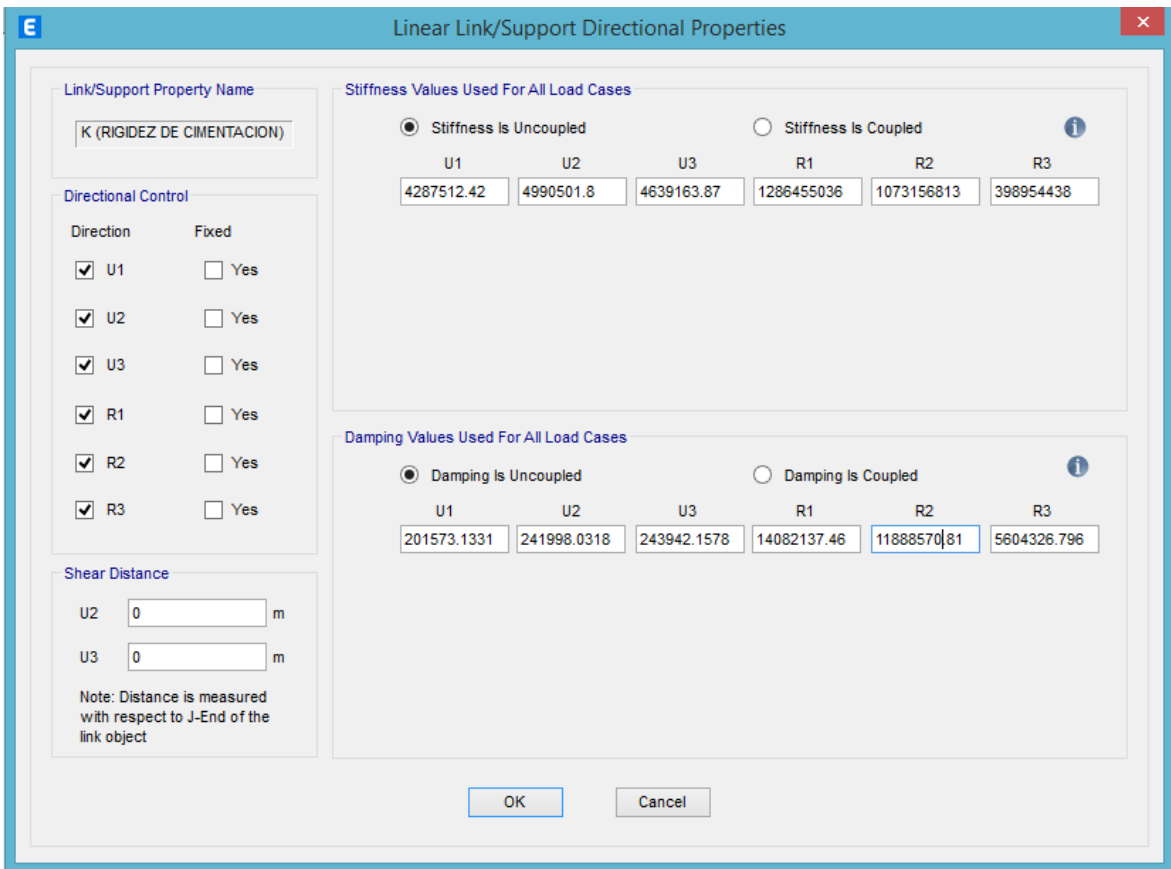 E
Linear Link/Support Directional Properties
Link/Support Property Name
K (RIGIDEZ DE CIMENTACION)
Directional Control
Direction Fixed
U1 Yes
U2 Yes
U3 Yes
R1 Yes
R2 Yes
R3 Yes
Shear Distance
U2 0 m
U3 0 m
Note: Distance is measured
with respect to J-End of the
link object
Stiffness Values Used For All Load Cases
Stiffness Is Uncoupled Stiffness Is Coupled
U1 U2 U3 R1 R2 R3
4287512.42 4990501.8 4639163.87 1286455036 1073156813 398954438
Damping Values Used For All Load Cases
Damping Is Uncoupled Damping Is Coupled
U1 U2 U3 R1 R2 R3
201573.1331 241998.0318 243942.1578 14082137.46 11888570.81 5604326.796
OK Cancel